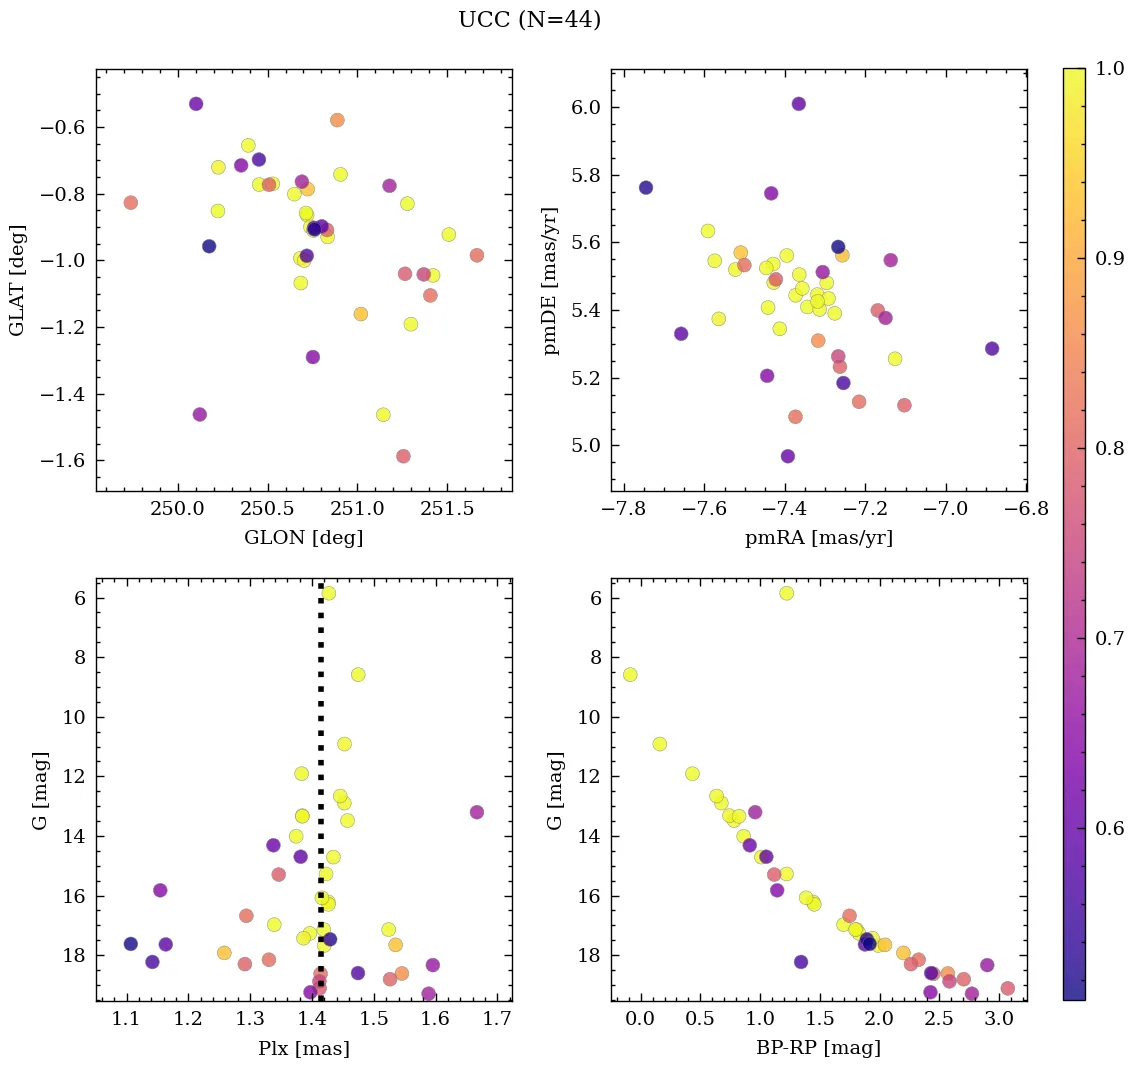 UCC (N=44)
−0.6
−0.8
−1.0
−1.2
−1.4
−1.6
GLAT [deg]
250.0 250.5 251.0 251.5
GLON [deg]
6.0
5.8
5.6
5.4
5.2
5.0
pmDE [mas/yr]
−7.8 −7.6 −7.4 −7.2 −7.0 −6.8
pmRA [mas/yr]
1.0
0.9
0.8
0.7
0.6
6
8
10
12
14
16
18
G [mag]
1.1 1.2 1.3 1.4 1.5 1.6 1.7
Plx [mas]
6
8
10
12
14
16
18
G [mag]
0.0 0.5 1.0 1.5 2.0 2.5 3.0
BP-RP [mag]